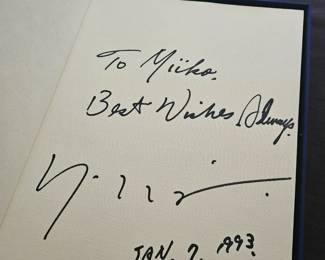 To Miiko.
Best Wishes Always.
JAN. 7. 1993.